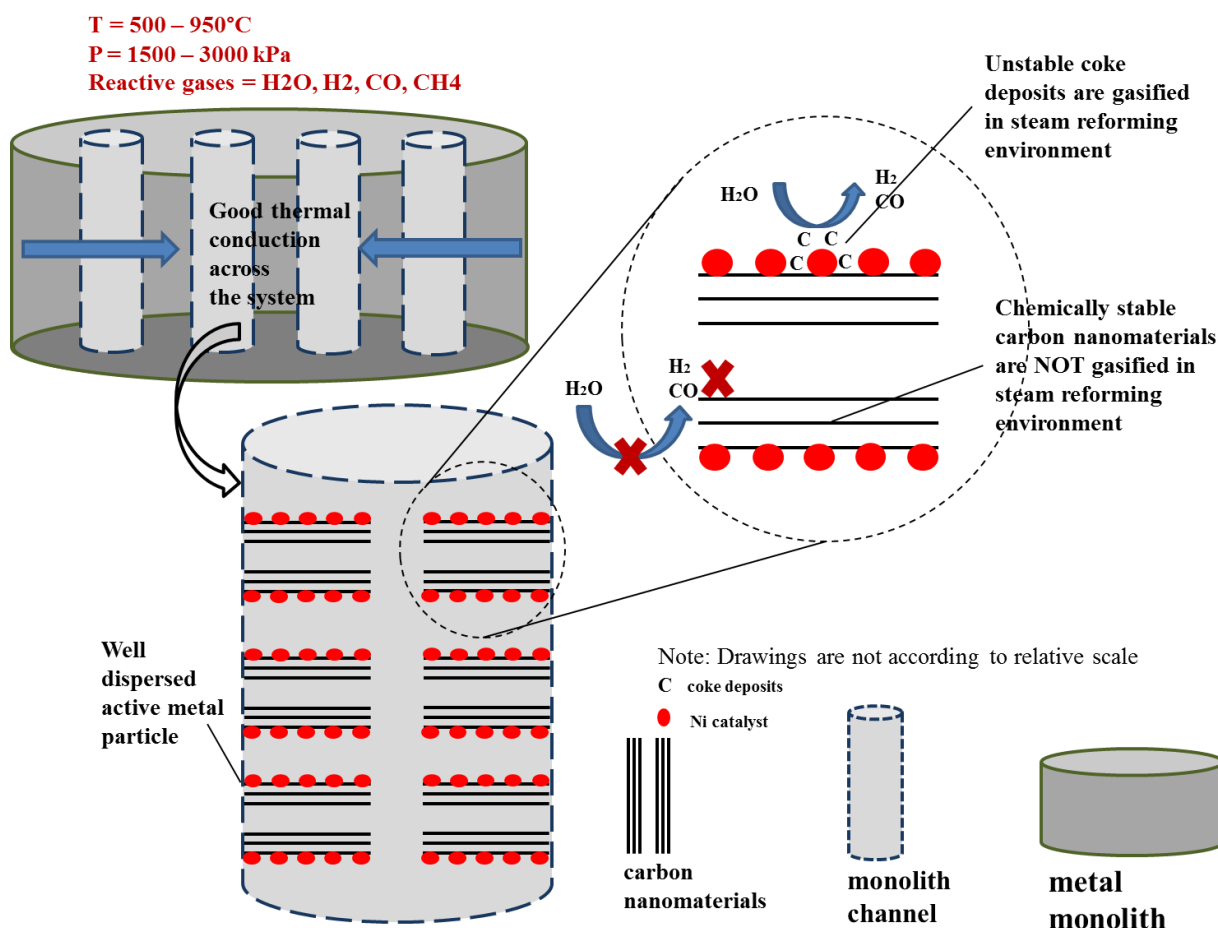 T = 500 – 950°C
P = 1500 – 3000 kPa
Reactive gases = H2O, H2, CO, CH4
Good thermal
conduction
across
the system
Unstable coke
deposits are gasified
in steam reforming
environment
H2O
H2
CO
C C
C C
Chemically stable
carbon nanomaterials
are NOT gasified in
steam reforming
environment
H2O
H2
CO
Well
dispersed
active metal
particle
Note: Drawings are not according to relative scale
C coke deposits
Ni catalyst
carbon
nanomaterials
monolith
channel
metal
monolith